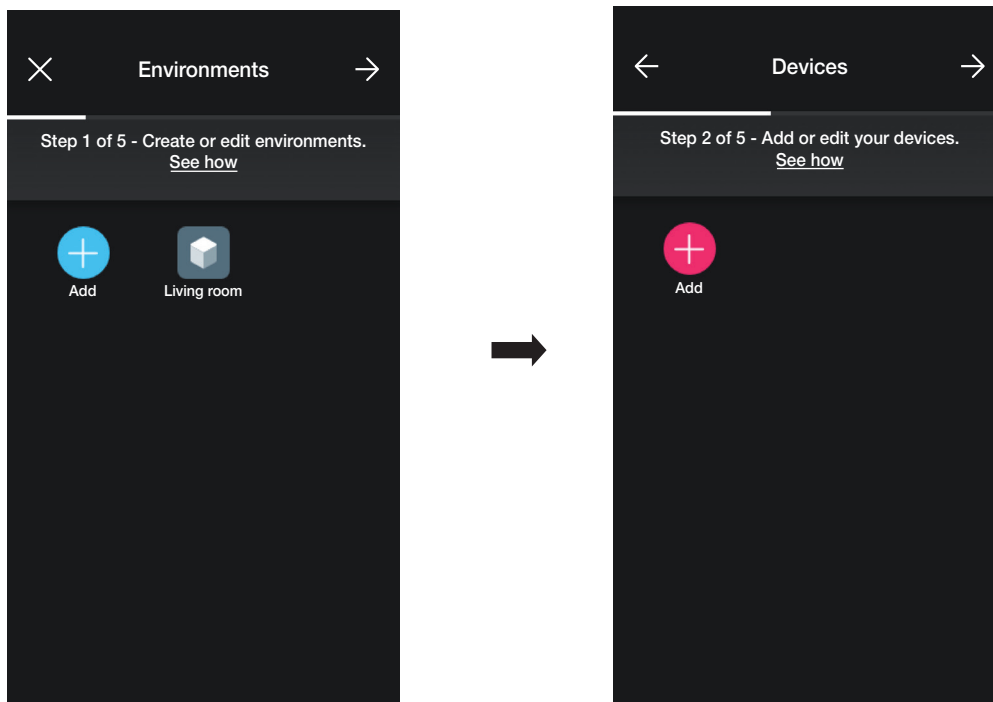 Environments
Step 1 of 5 - Create or edit environments.
See how
Add
Living room
Devices
Step 2 of 5 - Add or edit your devices.
See how
Add